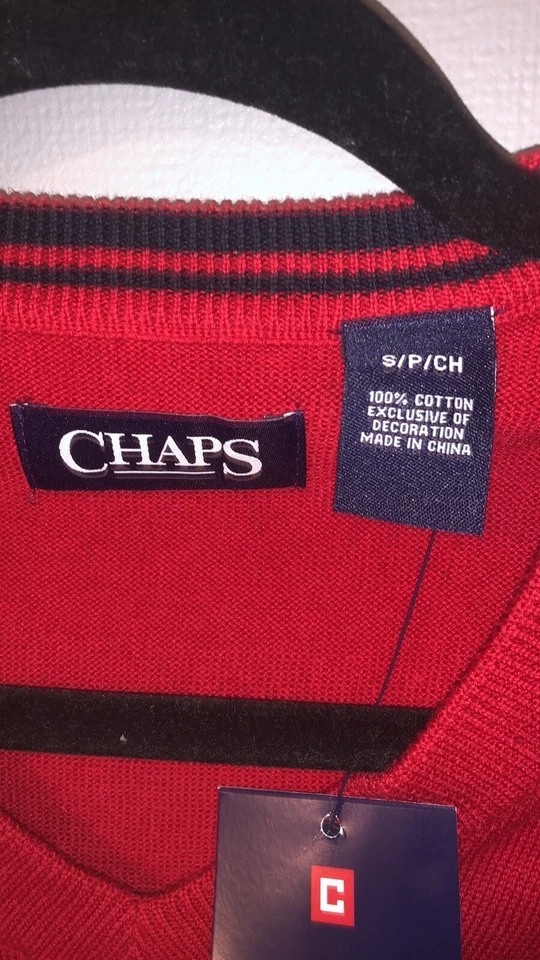 CHAPS
S/P/CH
100% COTTON
EXCLUSIVE OF
DECORATION
MADE IN CHINA
C